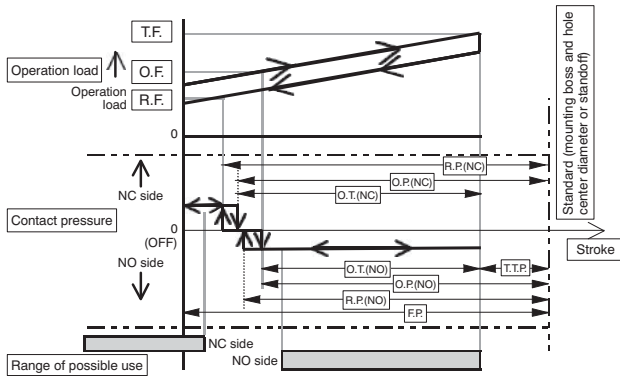 T.F.
Operation load
O.F.
Operation
load
R.F.
0
Standard (mounting boss and hole
center diameter or standoff)
R.P.(NC)
O.P.(NC)
O.T.(NC)
NC side
Contact pressure
0
(OFF)
Stroke
NO side
O.T.(NO)
T.T.P.
O.P.(NO)
R.P.(NO)
F.P.
NC side
Range of possible use
NO side